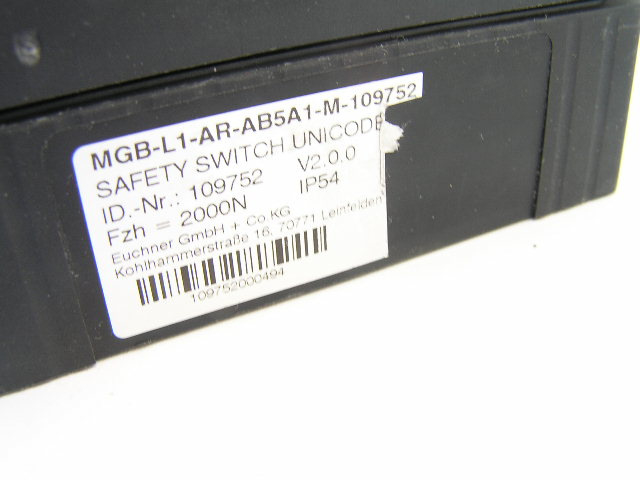 MGB-L1-AR-AB5A1-M-109752
SAFETY SWITCH UNICODE
ID.-Nr.: 109752 V2.0.0
Fzh = 2000N IP54
Euchner GmbH + Co.KG
Kohlhammerstraße 16, 70771 Leinfelden
109752000494